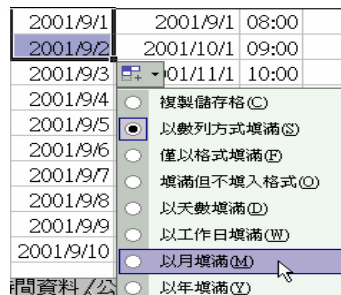 2001/9/1 2001/9/1 08:00
2001/9/2 2001/10/1 09:00
2001/9/3 01/11/1 10:00
2001/9/4 複製儲存格(C)
2001/9/5 以數列方式填滿(S)
2001/9/6 僅以格式填滿(F)
2001/9/7 填滿但不填入格式(O)
2001/9/8 以天數填滿(D)
2001/9/9 以工作日填滿(W)
2001/9/10 以月填滿(M)
間資料 公 以年填滿(Y)